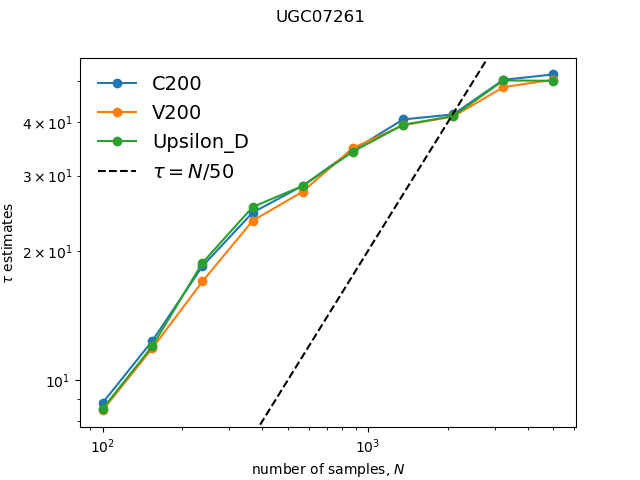 UGC07261
C200
V200
Upsilon_D
τ = N/50
4 × 10¹
3 × 10¹
2 × 10¹
10¹
τ estimates
10²
10³
number of samples, N